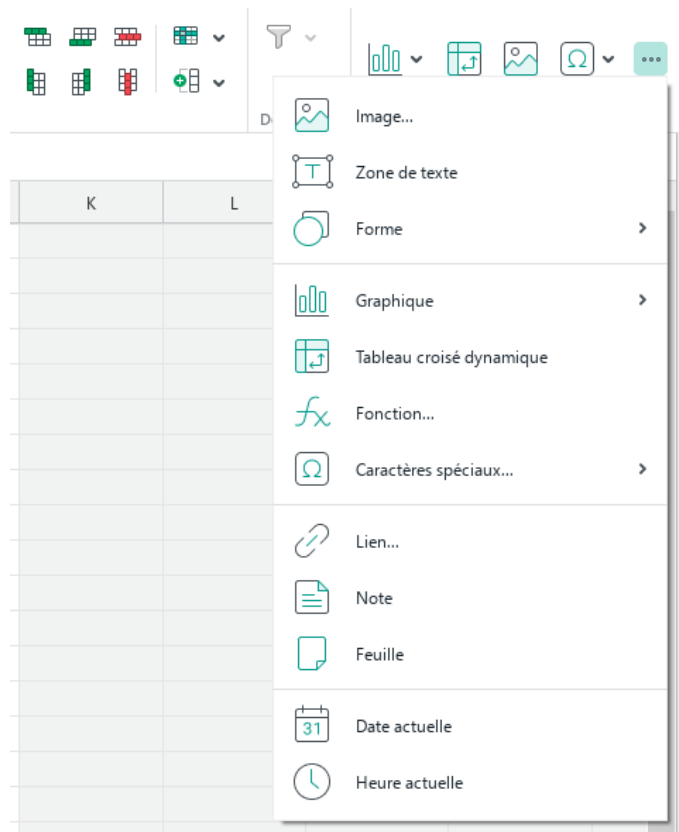 D
K
L
Image...
Zone de texte
Forme
Graphique
Tableau croisé dynamique
Fonction...
Caractères spéciaux...
Lien...
Note
Feuille
31
Date actuelle
Heure actuelle